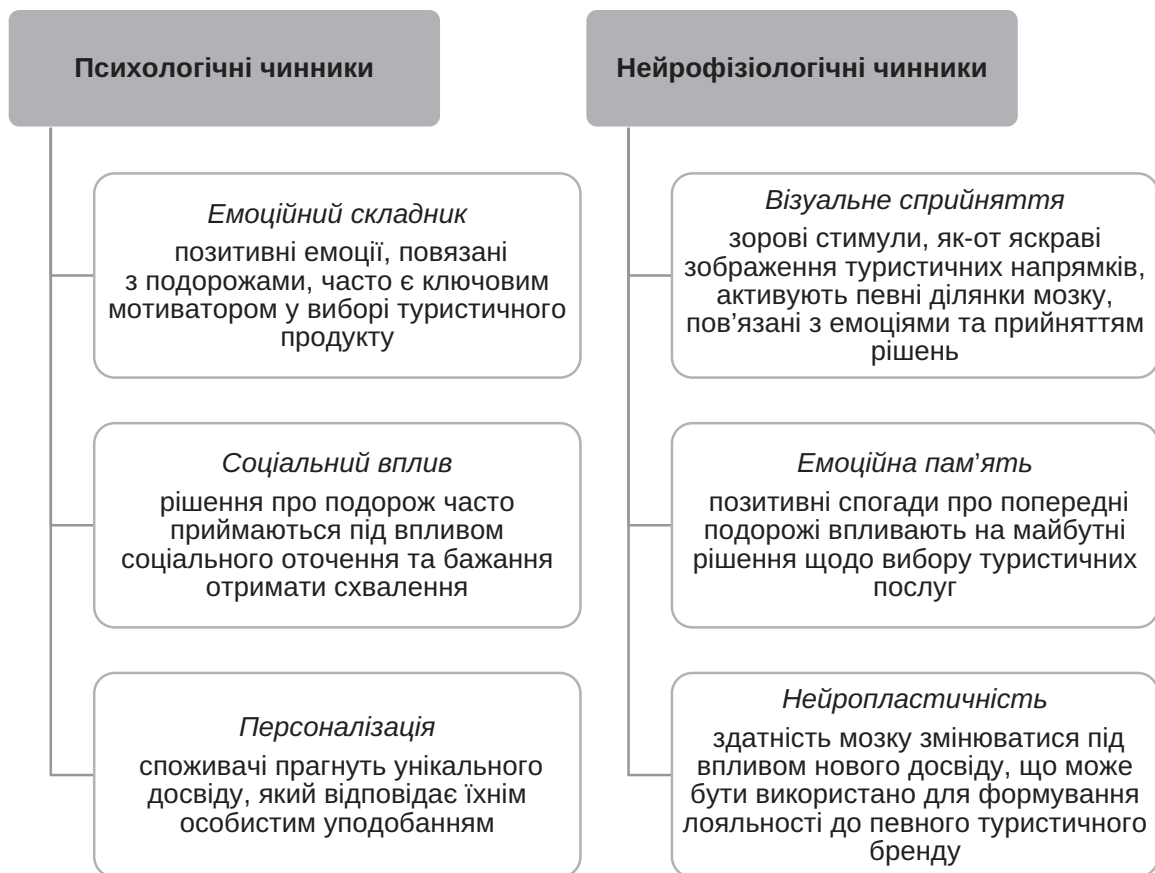 Психологічні чинники
Емоційний складник
позитивні емоції, повязані
з подорожами, часто є ключовим
мотиватором у виборі туристичного
продукту
Соціальний вплив
рішення про подорож часто
приймаються під впливом
соціального оточення та бажання
отримати схвалення
Персоналізація
споживачі прагнуть унікального
досвіду, який відповідає їхнім
особистим уподобанням
Нейрофізіологічні чинники
Візуальне сприйняття
зорові стимули, як-от яскраві
зображення туристичних напрямків,
активують певні ділянки мозку,
пов’язані з емоціями та прийняттям
рішень
Емоційна пам’ять
позитивні спогади про попередні
подорожі впливають на майбутні
рішення щодо вибору туристичних
послуг
Нейропластичність
здатність мозку змінюватися під
впливом нового досвіду, що може
бути використано для формування
лояльності до певного туристичного
бренду